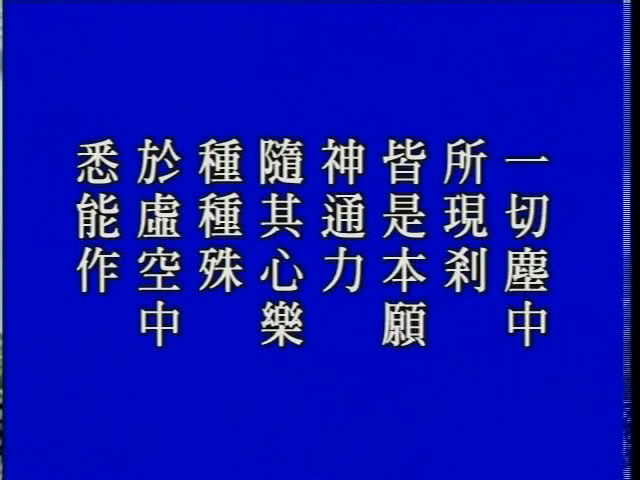 一切塵中
所現刹
皆是本願
神通力
隨其心樂
種種殊
於虛空中
悉能作